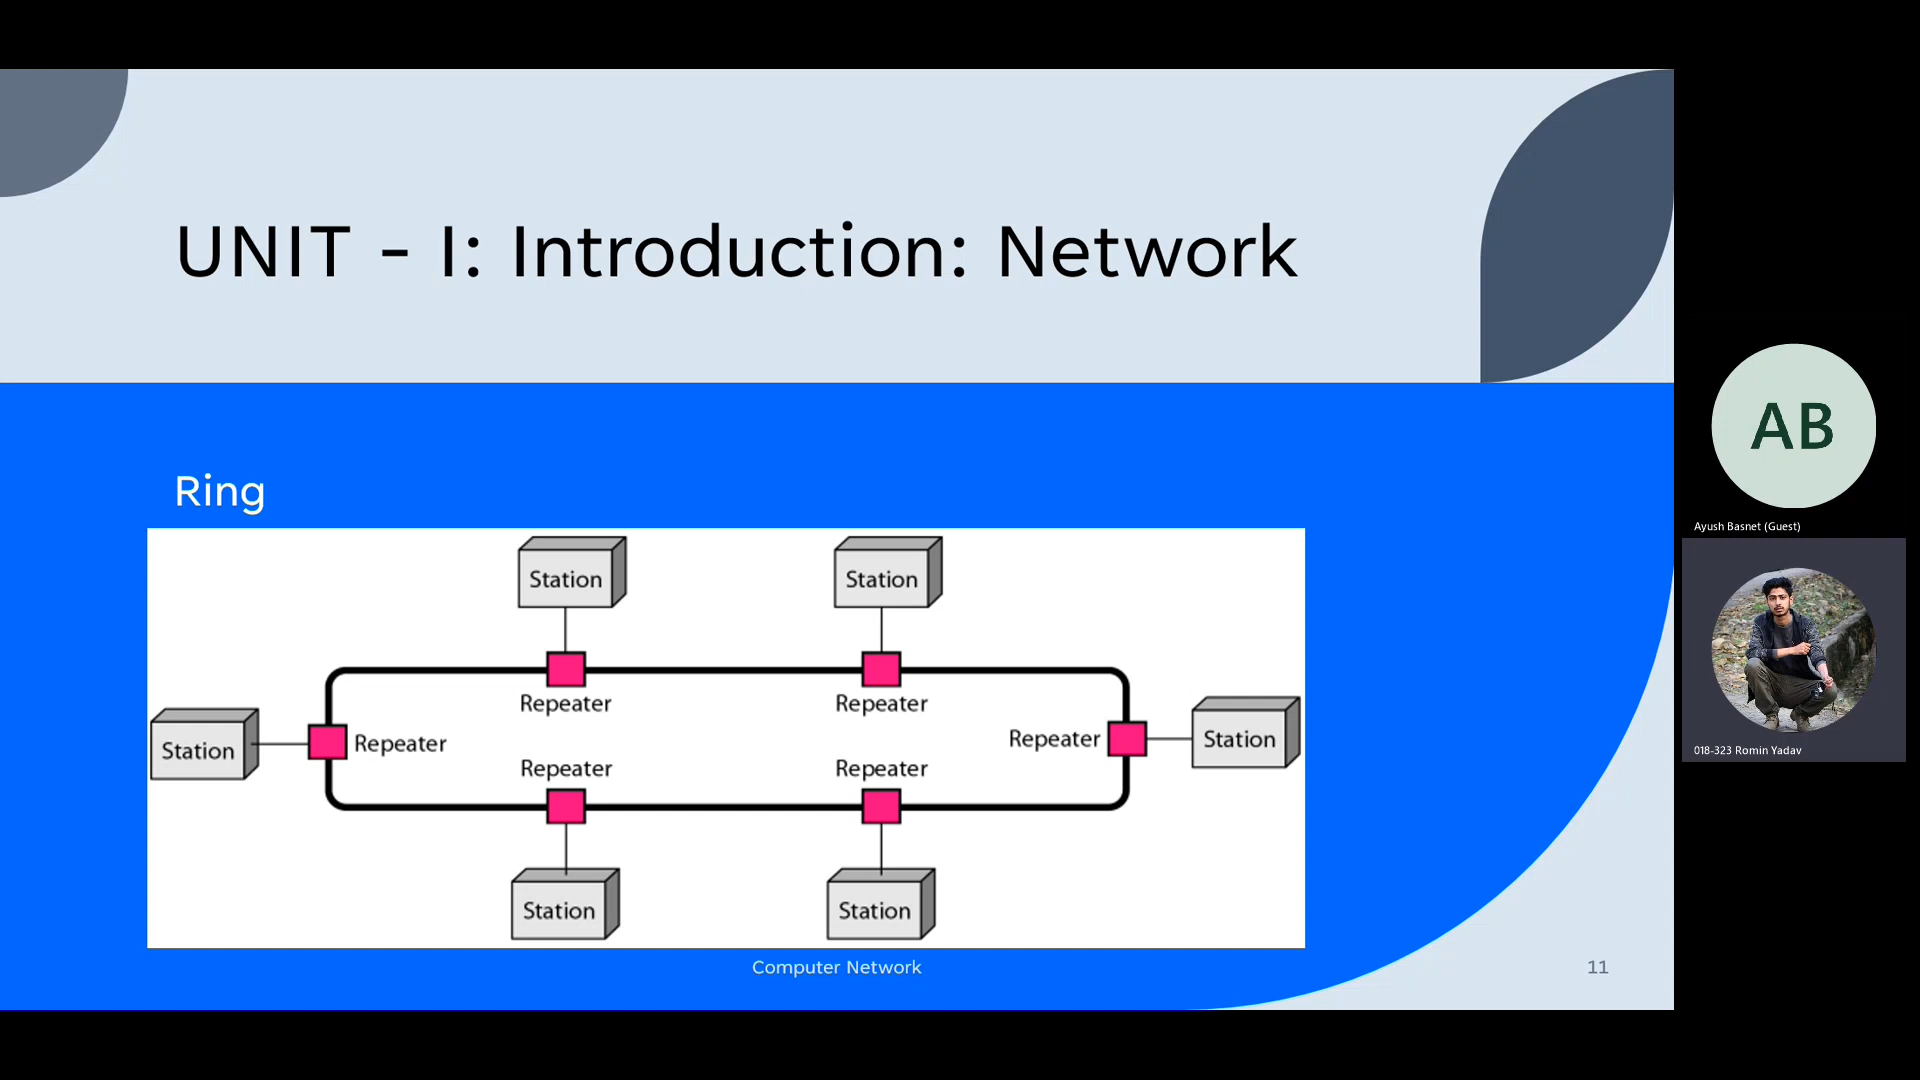 UNIT - I: Introduction: Network
Ring
Station
Station
Repeater
Repeater
Station
Repeater
Repeater
Station
Repeater
Repeater
Station
Station
Computer Network
11
AB
Ayush Basnet (Guest)
018-323 Romin Yadav